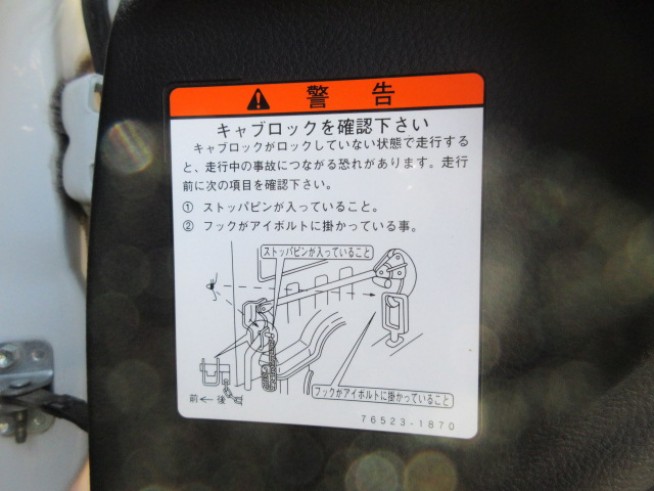 警告
キャブロックを確認下さい
キャブロックがロックしていない状態で走行する
と、走行中の事故につながる恐れがあります。走行
前に次の項目を確認下さい。
① ストッパピンが入っていること。
② フックがアイボルトに掛かっている事。
ストッパピンが入っていること
前 ← 後
フックがアイボルトに掛かっていること
76523-1870